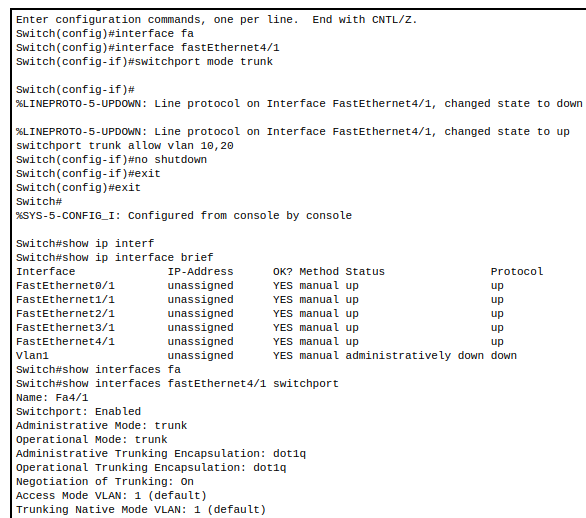 Enter configuration commands, one per line.  End with CNTL/Z.
Switch(config)#interface fa
Switch(config)#interface fastEthernet4/1
Switch(config-if)#switchport mode trunk

Switch(config-if)#
%LINEPROTO-5-UPDOWN: Line protocol on Interface FastEthernet4/1, changed state to down

%LINEPROTO-5-UPDOWN: Line protocol on Interface FastEthernet4/1, changed state to up
switchport trunk allow vlan 10,20
Switch(config-if)#no shutdown
Switch(config-if)#exit
Switch(config)#exit
Switch#
%SYS-5-CONFIG_I: Configured from console by console

Switch#show ip interf
Switch#show ip interface brief
Interface              IP-Address      OK? Method Status                Protocol
FastEthernet0/1        unassigned      YES manual up                    up
FastEthernet1/1        unassigned      YES manual up                    up
FastEthernet2/1        unassigned      YES manual up                    up
FastEthernet3/1        unassigned      YES manual up                    up
FastEthernet4/1        unassigned      YES manual up                    up
Vlan1                  unassigned      YES manual administratively down down
Switch#show interfaces fa
Switch#show interfaces fastEthernet4/1 switchport
Name: Fa4/1
Switchport: Enabled
Administrative Mode: trunk
Operational Mode: trunk
Administrative Trunking Encapsulation: dot1q
Operational Trunking Encapsulation: dot1q
Negotiation of Trunking: On
Access Mode VLAN: 1 (default)
Trunking Native Mode VLAN: 1 (default)